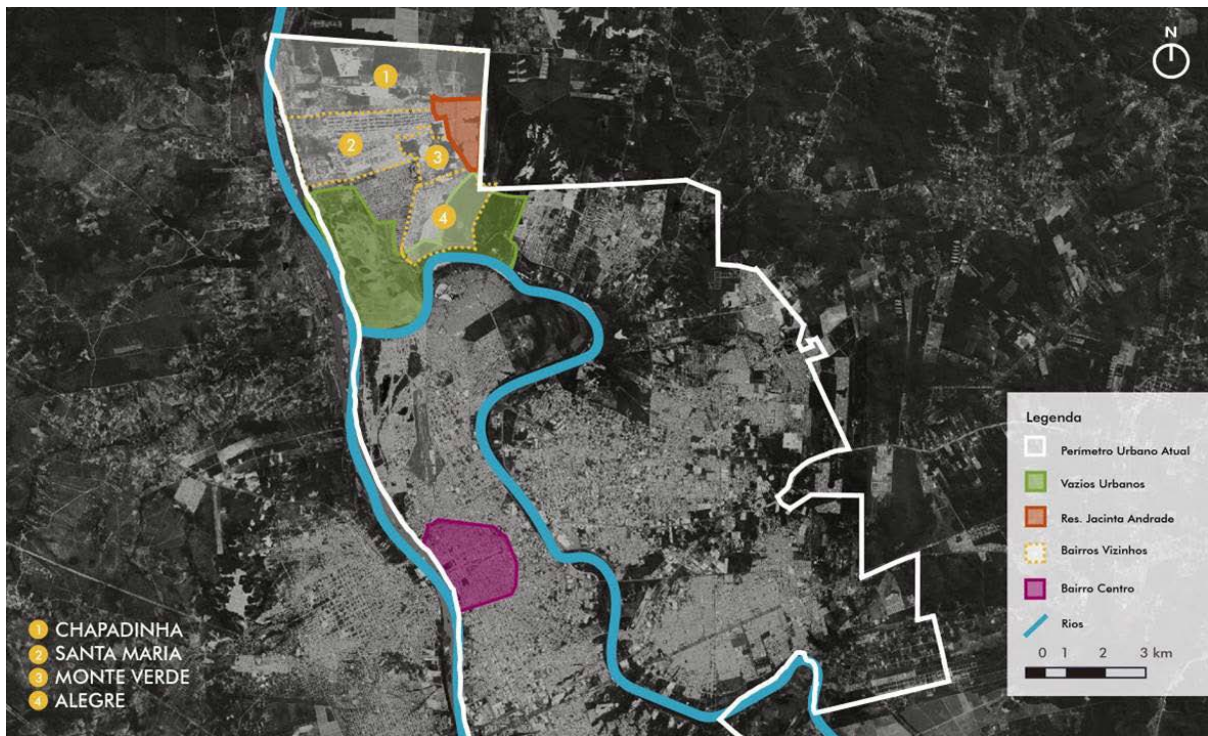 N
1
2
3
4
Legenda
Perímetro Urbano Atual
Vazios Urbanos
Res. Jacinta Andrade
Bairros Vizinhos
Bairro Centro
Rios
0 1 2 3 km
1 CHAPADINHA
2 SANTA MARIA
3 MONTE VERDE
4 ALEGRE